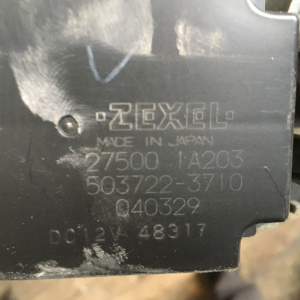 ZEXEL
MADE IN JAPAN
27500 1A203
503722-3710
040329
DC12V 48317